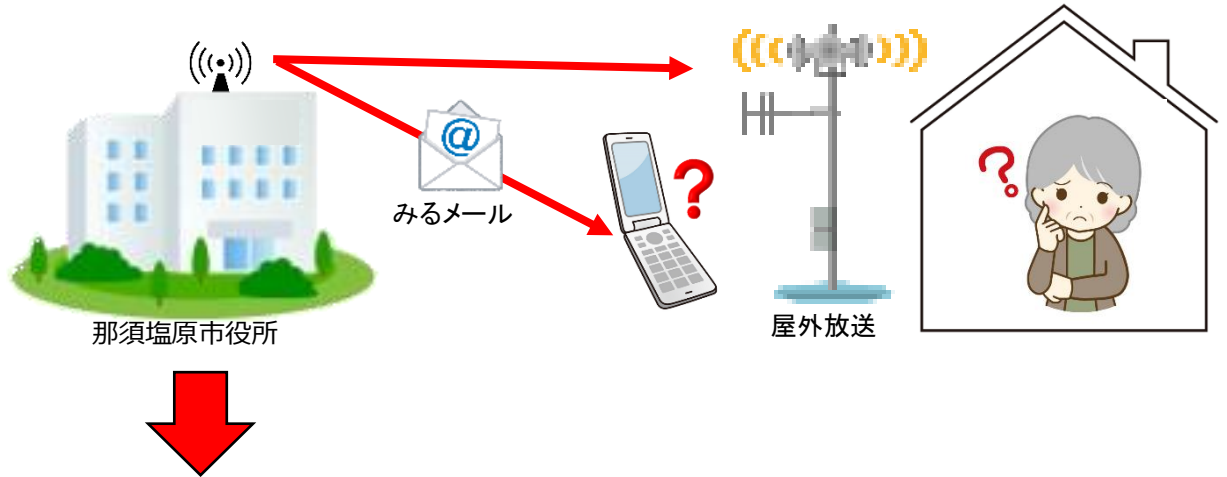 みるメール
那須塩原市役所
屋外放送